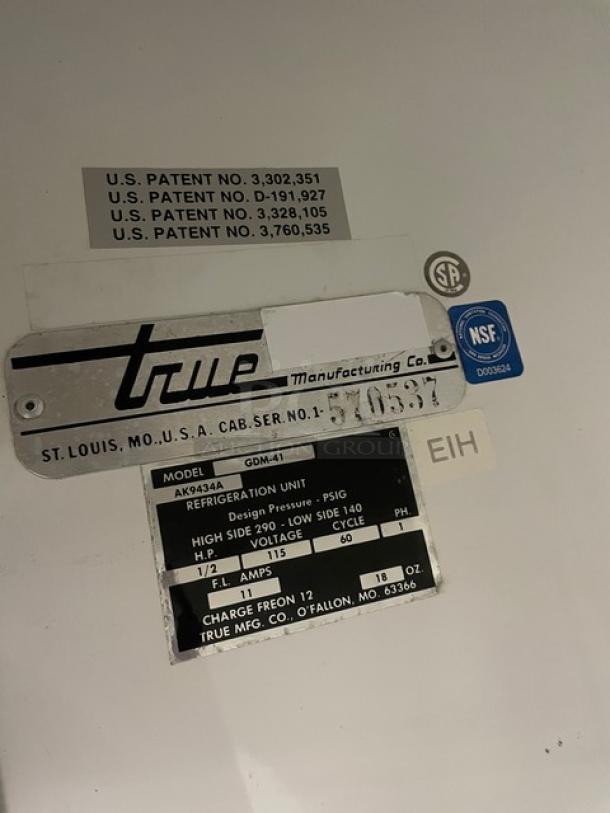 U.S. PATENT NO. 3,302,351
U.S. PATENT NO. D-191,927
U.S. PATENT NO. 3,328,105
U.S. PATENT NO. 3,760,535
SA
true
Manufacturing Co.
NSF
D003624
ST. LOUIS, MO., U.S.A. CAB. SER. NO. 1- 570537
EIH
MODEL GDM-41
AK9434A
REFRIGERATION UNIT
Design Pressure - PSIG
HIGH SIDE 290 - LOW SIDE 140
H.P. VOLTAGE CYCLE PH.
1/2 115 60 1
F.L. AMPS
11
CHARGE FREON 12 18 OZ.
TRUE MFG. CO., O'FALLON, MO. 63366